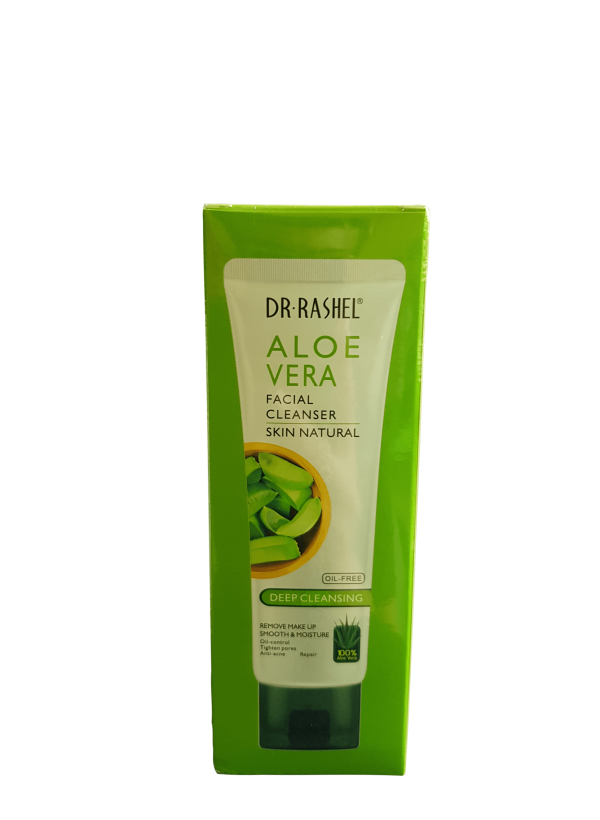 DR·RASHEL®
ALOE
VERA
FACIAL
CLEANSER
SKIN NATURAL
OIL-FREE
DEEP CLEANSING
REMOVE MAKE UP
SMOOTH & MOISTURE
Oil-control
Tighten pores
Anti-acne Repair
100%
Aloe Vera